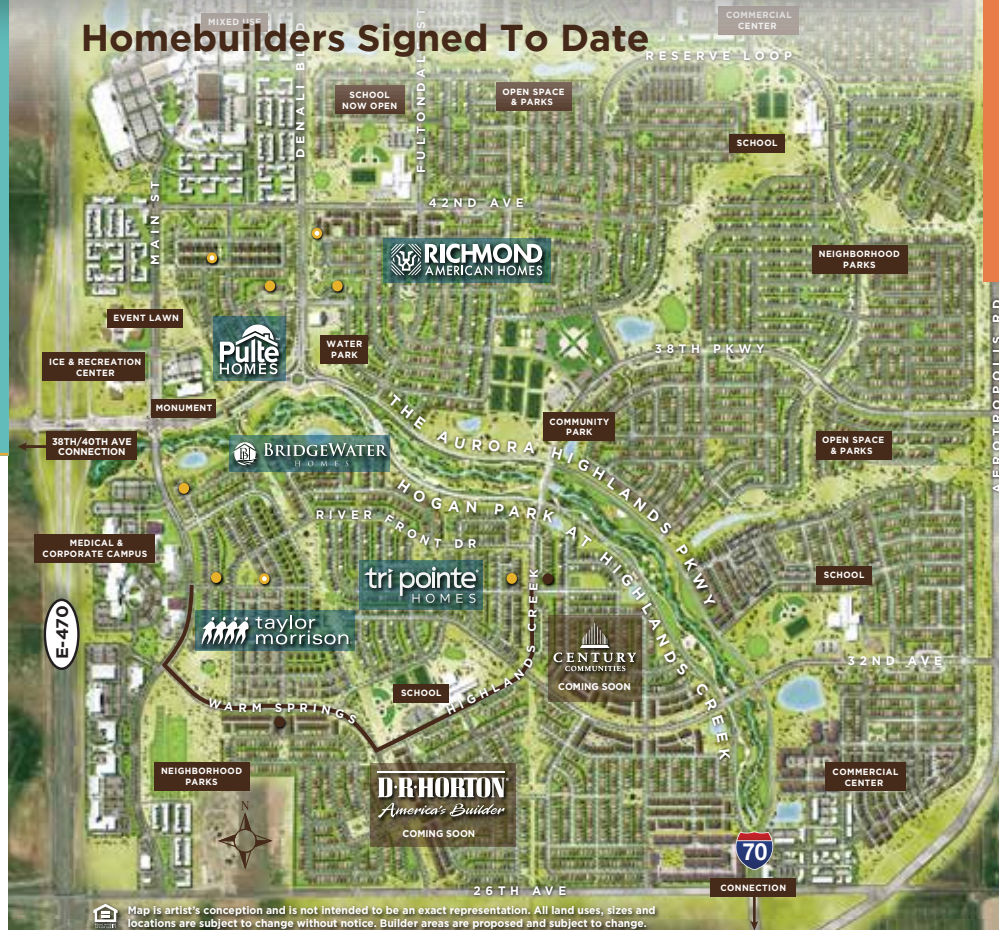 MIXED USE
COMMERCIAL
CENTER
Homebuilders Signed To Date
RESERVE LOOP
DENALI B
FULTONDALE ST
SCHOOL
NOW OPEN
OPEN SPACE
& PARKS
SCHOOL
MAIN ST
42ND AVE
RICHMOND
AMERICAN HOMES
NEIGHBORHOOD
PARKS
EVENT LAWN
AEROTROPOLIS RD
Pulte
HOMES
WATER
PARK
38TH PKWY
ICE & RECREATION
CENTER
MONUMENT
THE AURORA HIGHLANDS PKWY
COMMUNITY
PARK
38TH/40TH AVE
CONNECTION
BH BRIDGEWATER
HOMES
OPEN SPACE
& PARKS
HOGAN PARK AT HIGHLANDS CREEK
RIVER FRONT DR
MEDICAL &
CORPORATE CAMPUS
tri pointe®
HOMES
SCHOOL
E-470
taylor
morrison
HIGHLANDS CREEK
CENTURY
COMMUNITIES
COMING SOON
32ND AVE
SCHOOL
WARM SPRINGS
NEIGHBORHOOD
PARKS
D·R·HORTON®
America's Builder
COMING SOON
COMMERCIAL
CENTER
N
70
CONNECTION
26TH AVE
Map is artist's conception and is not intended to be an exact representation. All land uses, sizes and
locations are subject to change without notice. Builder areas are proposed and subject to change.